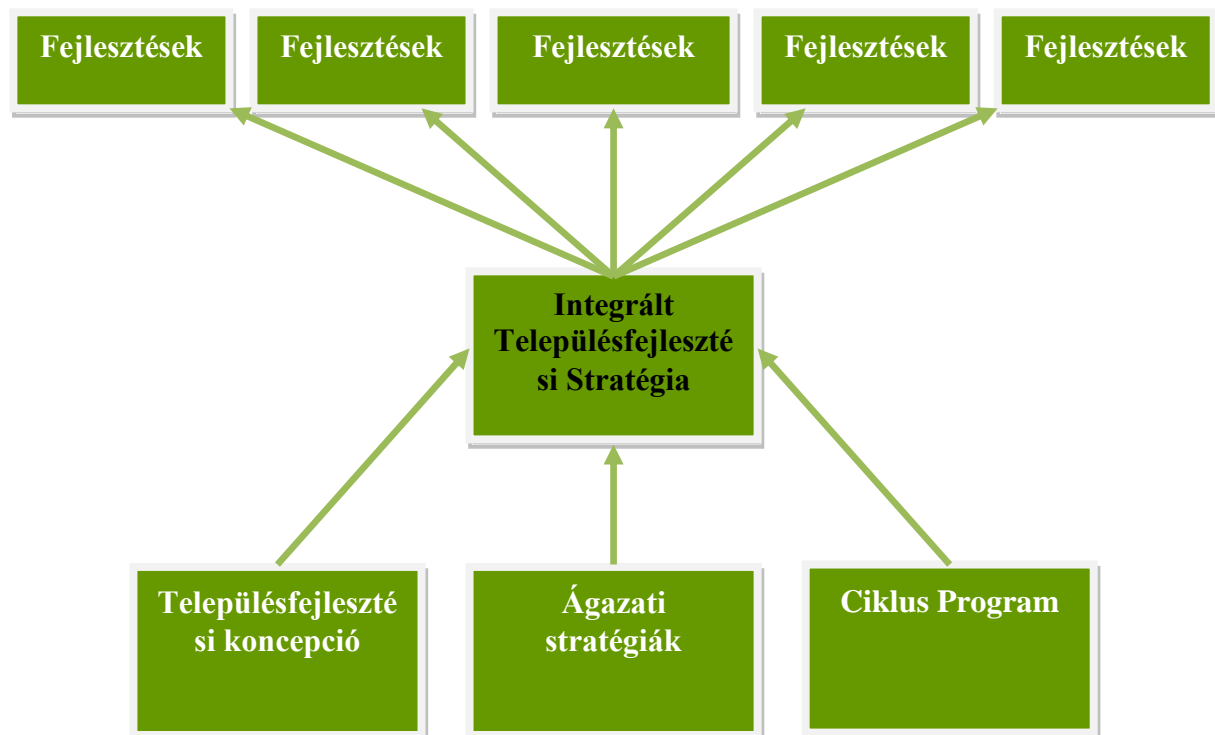 Fejlesztések
Fejlesztések
Fejlesztések
Fejlesztések
Fejlesztések
Integrált
Településfejleszté
si Stratégia
Településfejleszté
si koncepció
Ágazati
stratégiák
Ciklus Program